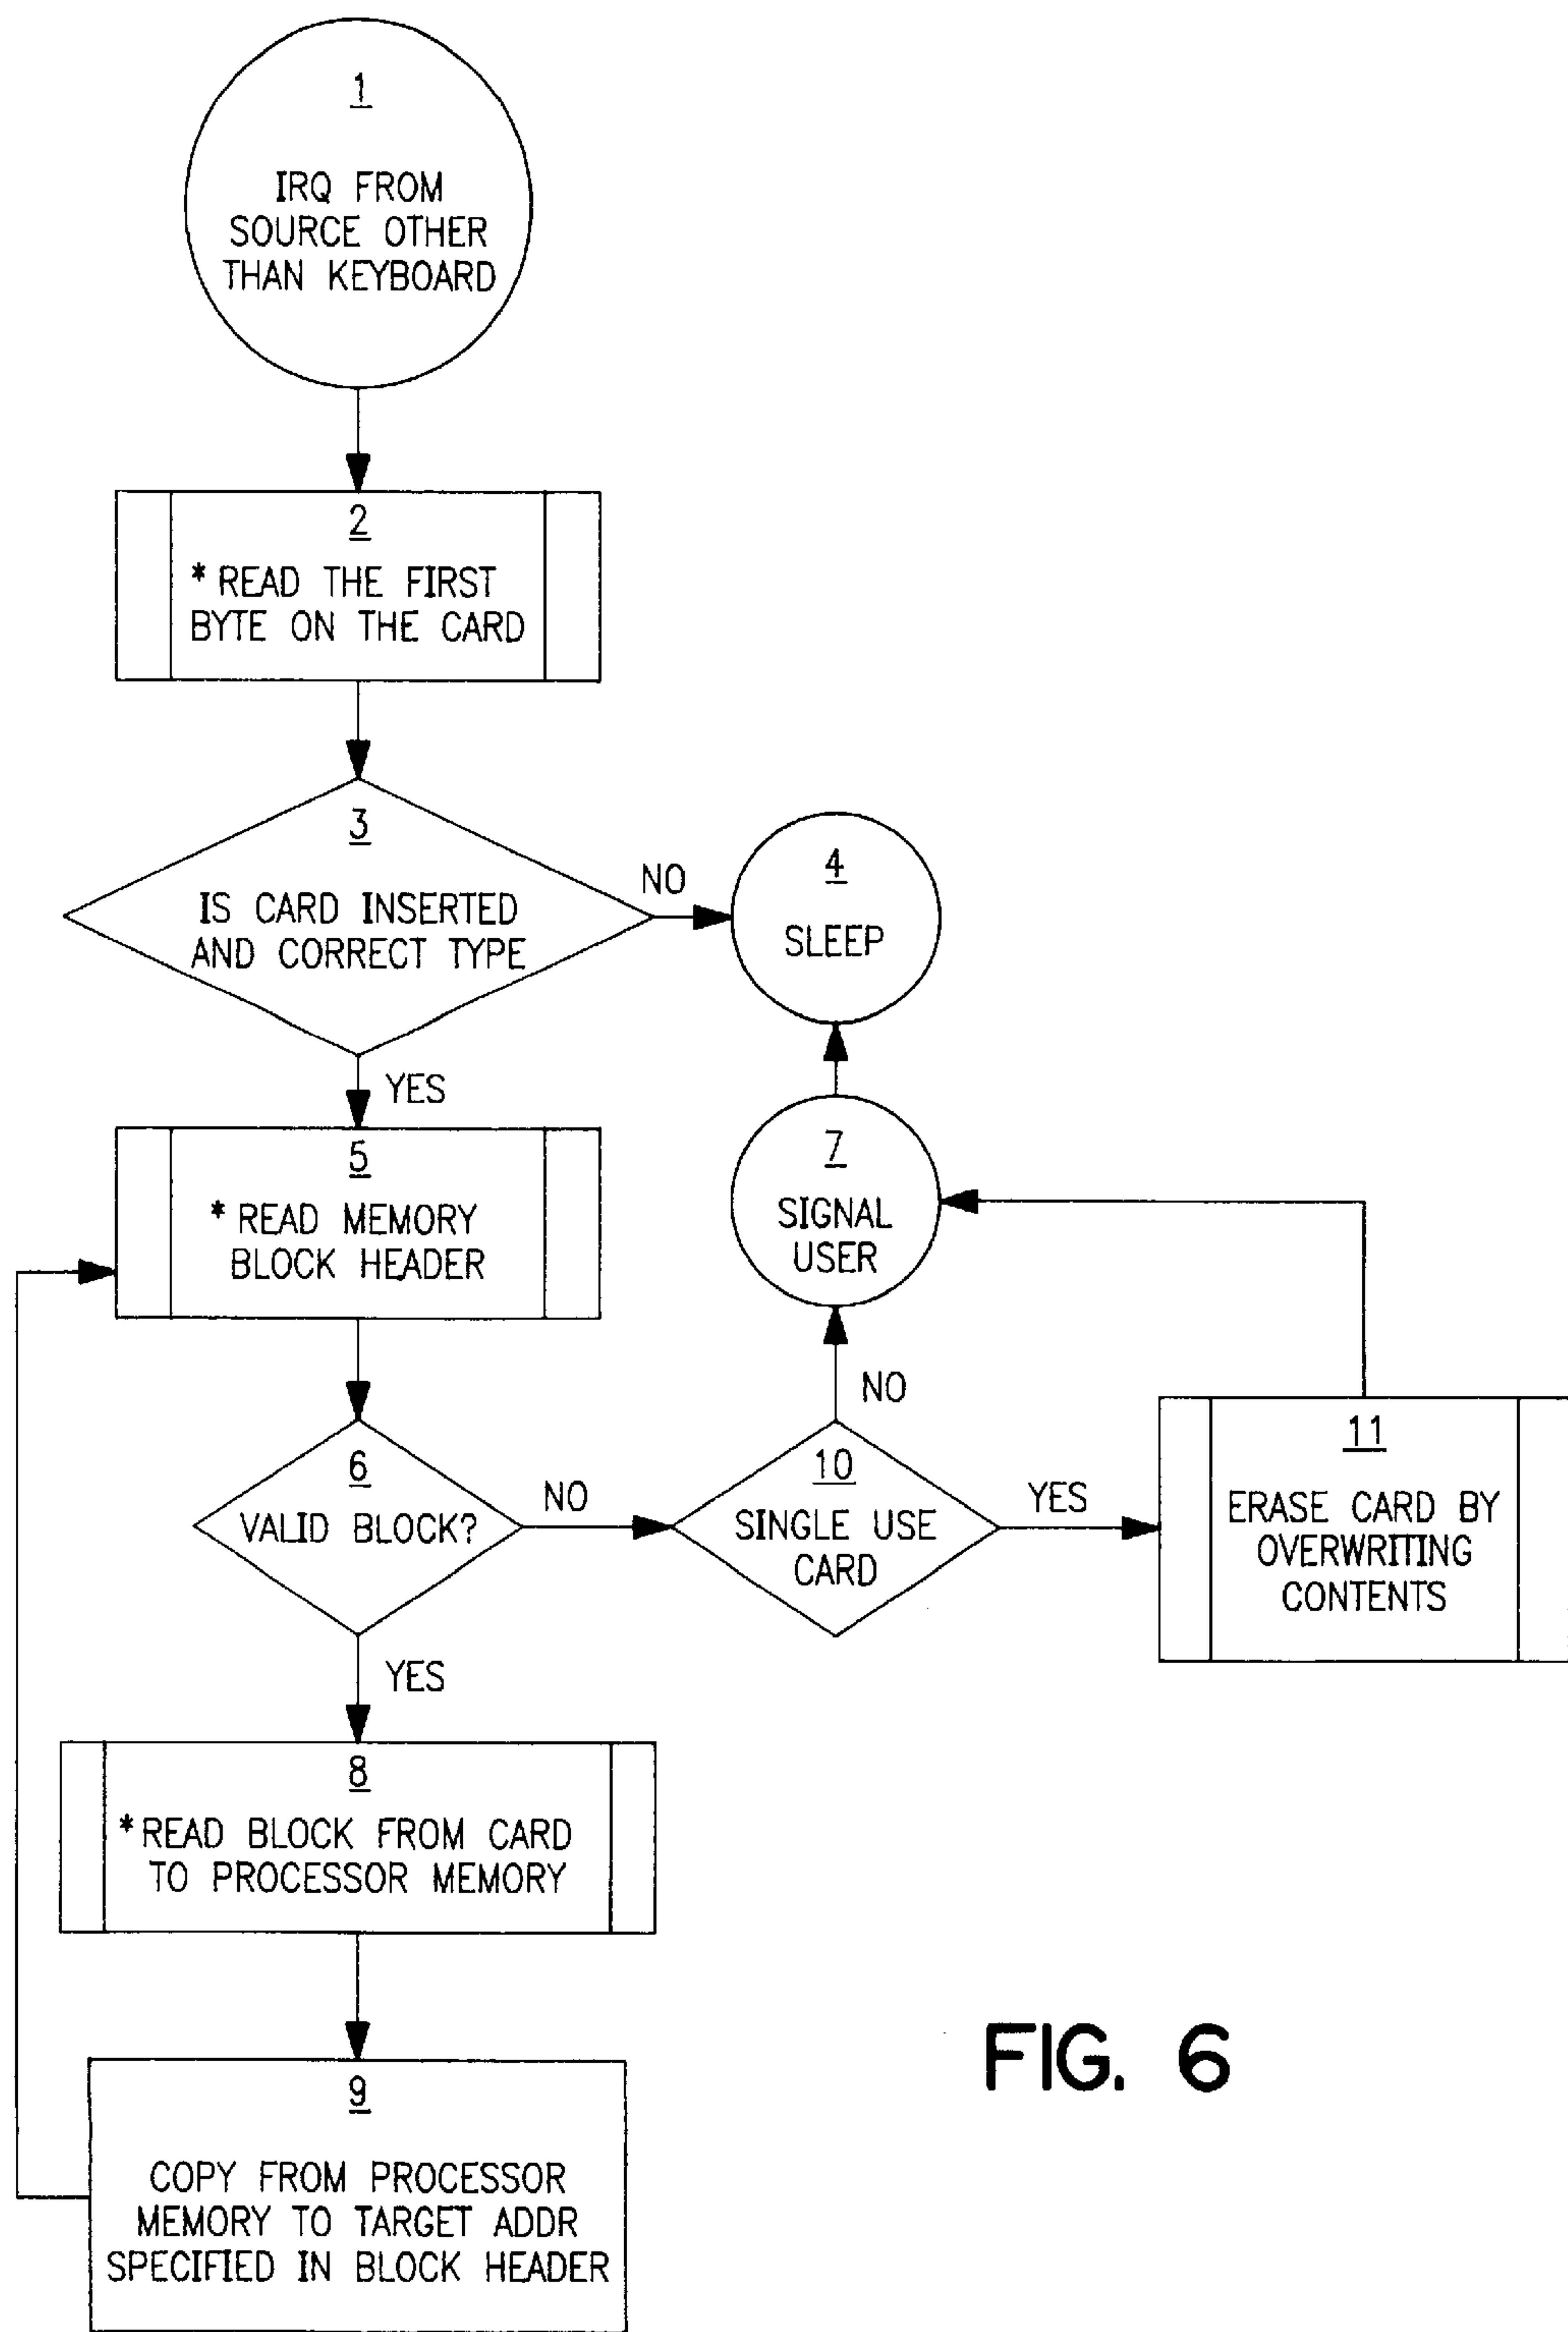 1
IRQ FROM
SOURCE OTHER
THAN KEYBOARD
2
* READ THE FIRST
BYTE ON THE CARD
3
IS CARD INSERTED
AND CORRECT TYPE
NO
4
SLEEP
YES
5
* READ MEMORY
BLOCK HEADER
7
SIGNAL
USER
NO
6
VALID BLOCK?
NO
10
SINGLE USE
CARD
YES
11
ERASE CARD BY
OVERWRITING
CONTENTS
YES
8
* READ BLOCK FROM CARD
TO PROCESSOR MEMORY
9
COPY FROM PROCESSOR
MEMORY TO TARGET ADDR
SPECIFIED IN BLOCK HEADER
FIG. 6